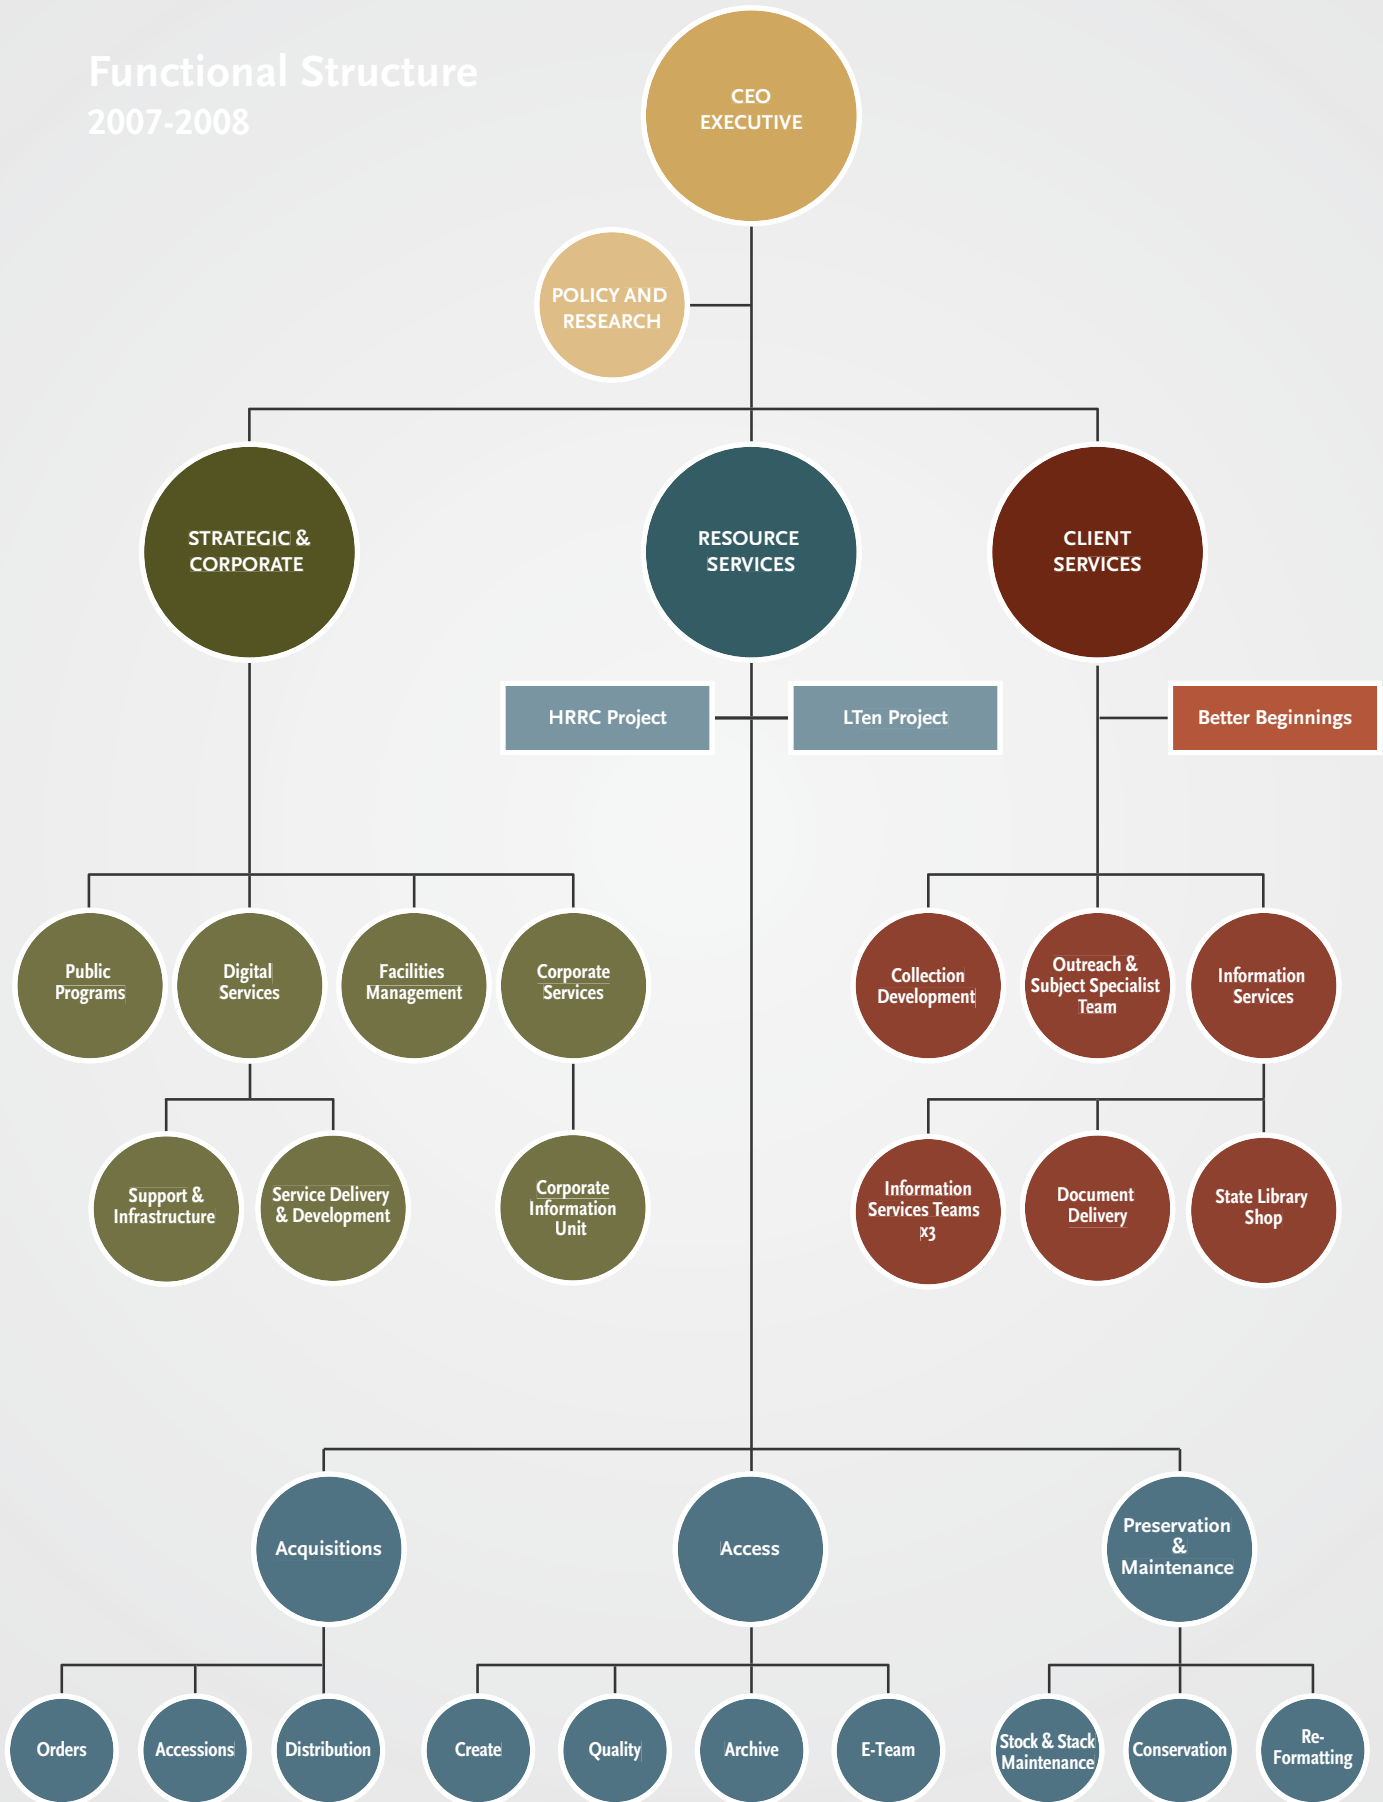 Functional Structure
2007-2008
CEO
EXECUTIVE
POLICY AND
RESEARCH
STRATEGIC &
CORPORATE
RESOURCE
SERVICES
CLIENT
SERVICES
HRRC Project
LTen Project
Better Beginnings
Public
Programs
Digital
Services
Facilities
Management
Corporate
Services
Collection
Development
Outreach &
Subject Specialist
Team
Information
Services
Support &
Infrastructure
Service Delivery
& Development
Corporate
Information
Unit
Information
Services Teams
x3
Document
Delivery
State Library
Shop
Acquisitions
Access
Preservation
&
Maintenance
Orders
Accessions
Distribution
Create
Quality
Archive
E-Team
Stock & Stack
Maintenance
Conservation
Re-
Formatting